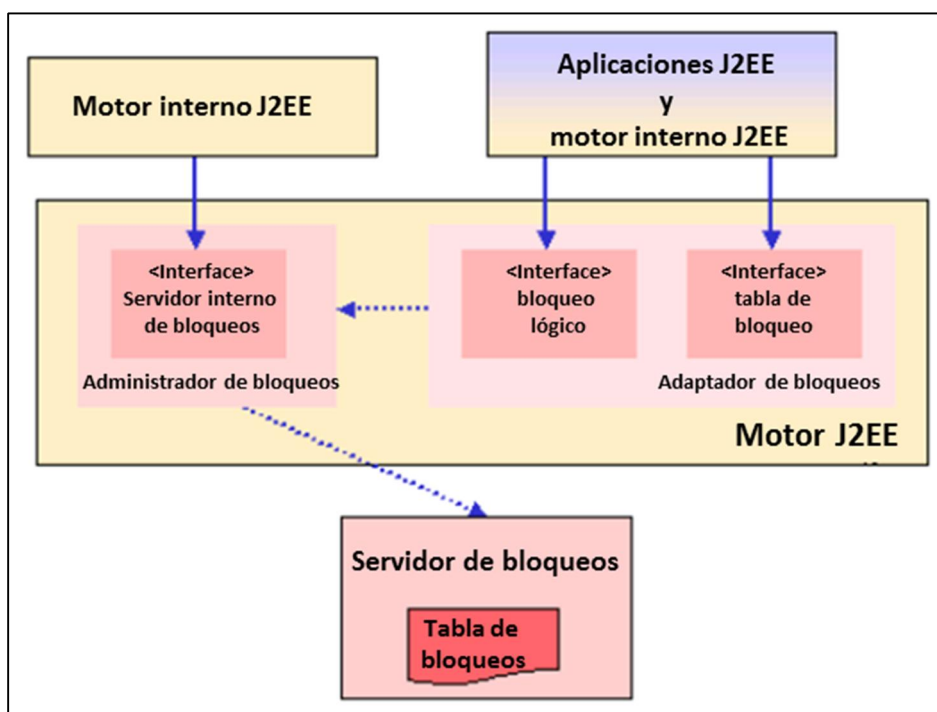 Motor interno J2EE
Aplicaciones J2EE
y
motor interno J2EE
<Interface>
Servidor interno
de bloqueos
Administrador de bloqueos
<Interface>
bloqueo
lógico
<Interface>
tabla de
bloqueo
Adaptador de bloqueos
Motor J2EE
Servidor de bloqueos
Tabla de
bloqueos